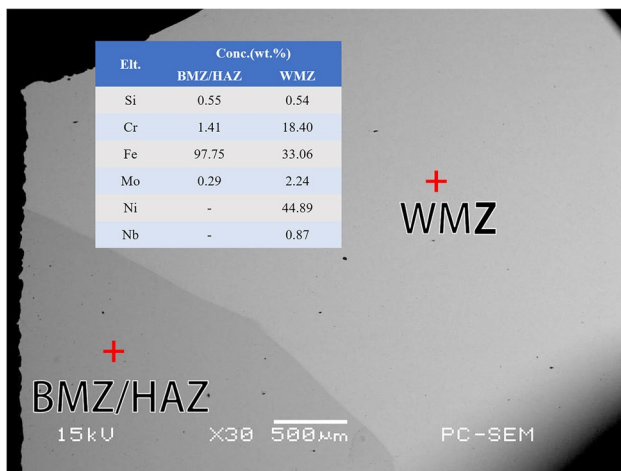 Elt. Conc.(wt.%)
BMZ/HAZ WMZ
Si 0.55 0.54
Cr 1.41 18.40
Fe 97.75 33.06
Mo 0.29 2.24
Ni - 44.89
Nb - 0.87
WMZ
BMZ/HAZ
15kU X30 500μm PC-SEM